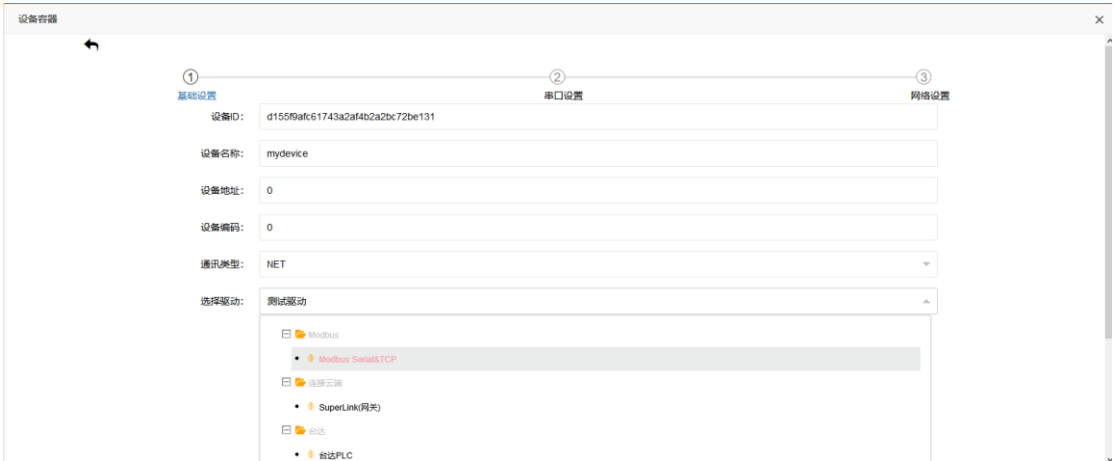 设备容器
1
2
3
基础设置
串口设置
网络设置
设备ID:
d155f9afc61743a2af4b2a2bc72be131
设备名称:
mydevice
设备地址:
0
设备编码:
0
通讯类型:
NET
选择驱动:
测试驱动
Modbus
Modbus Serial&TCP
连接云端
SuperLink(网关)
台达
台达PLC